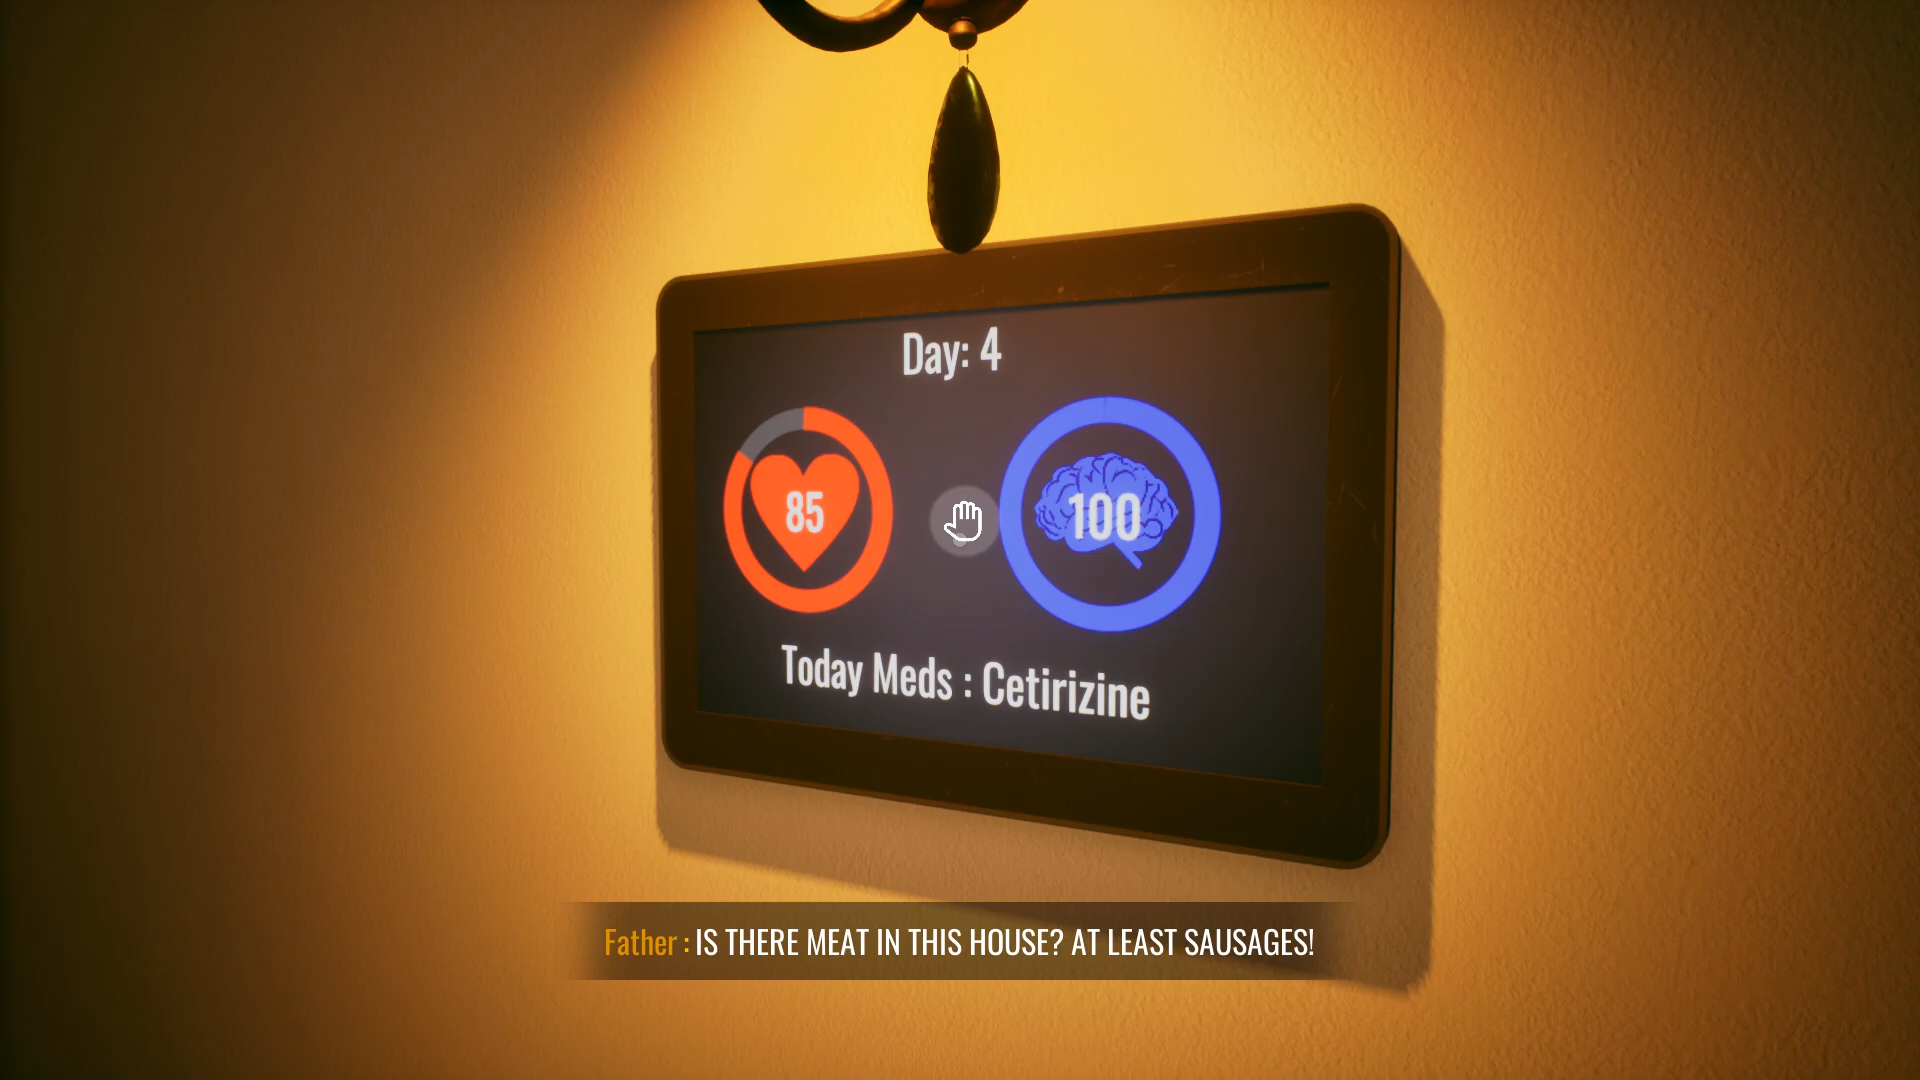 Day: 4
85
100
Today Meds : Cetirizine
Father : IS THERE MEAT IN THIS HOUSE? AT LEAST SAUSAGES!